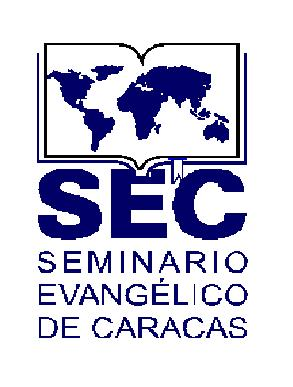 SEC
SEMINARIO
EVANGÉLICO
DE CARACAS